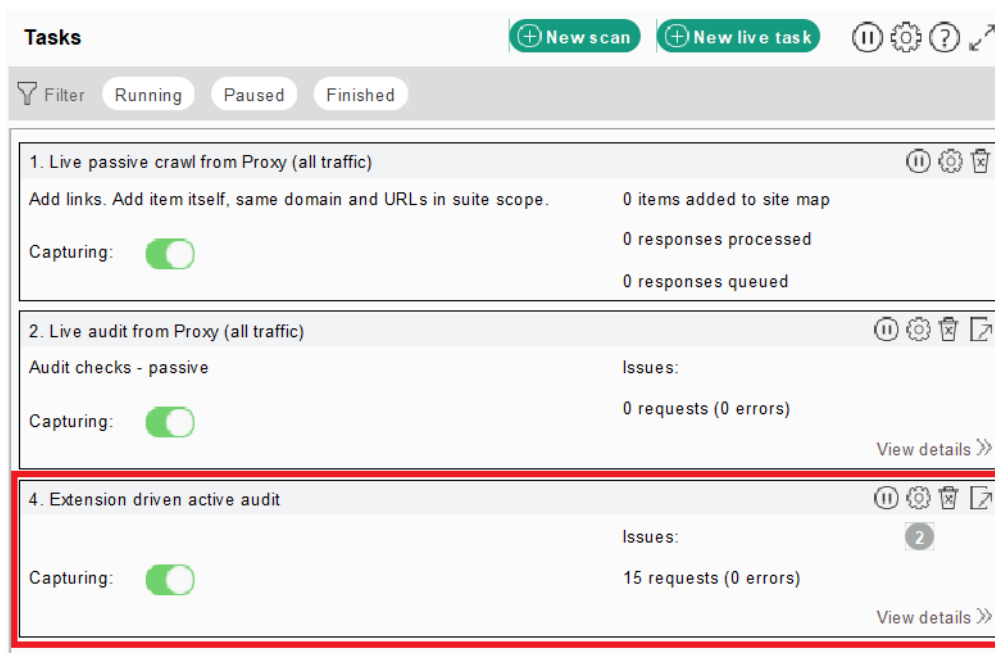 Tasks
New scan
New live task
Filter
Running
Paused
Finished
1. Live passive crawl from Proxy (all traffic)
Add links. Add item itself, same domain and URLs in suite scope.
0 items added to site map
0 responses processed
Capturing:
0 responses queued
2. Live audit from Proxy (all traffic)
Audit checks - passive
Issues:
0 requests (0 errors)
Capturing:
View details
4. Extension driven active audit
Issues:
2
Capturing:
15 requests (0 errors)
View details